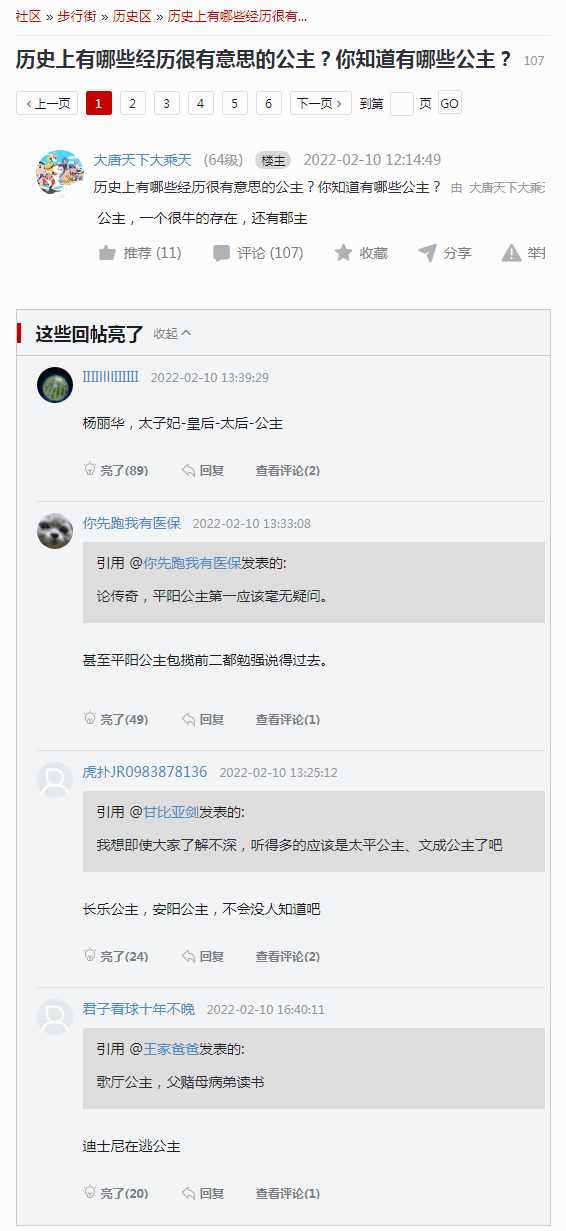 社区 » 步行街 » 历史区 » 历史上有哪些经历很有...
历史上有哪些经历很有意思的公主？你知道有哪些公主？ 107
上一页 1 2 3 4 5 6 下一页 到第 页 GO
大唐天下大乘天 (64级) 楼主 2022-02-10 12:14:49
历史上有哪些经历很有意思的公主？你知道有哪些公主？ 由 大唐天下大乘天
公主，一个很牛的存在，还有郡主
推荐 (11) 评论 (107) 收藏 分享 举
这些回帖亮了 收起
2022-02-10 13:39:29
杨丽华，太子妃-皇后-太后-公主
亮了(89) 回复 查看评论(2)
你先跑我有医保 2022-02-10 13:33:08
引用 @你先跑我有医保发表的:
论传奇，平阳公主第一应该毫无疑问。
甚至平阳公主包揽前二都勉强说得过去。
亮了(49) 回复 查看评论(1)
虎扑JR0983878136 2022-02-10 13:25:12
引用 @甘比亚剑发表的:
我想即使大家了解不深，听得多的应该是太平公主、文成公主了吧
长乐公主，安阳公主，不会没人知道吧
亮了(24) 回复 查看评论(2)
君子看球十年不晚 2022-02-10 16:40:11
引用 @王家爸爸发表的:
歌厅公主，父赌母病弟读书
迪士尼在逃公主
亮了(20) 回复 查看评论(1)